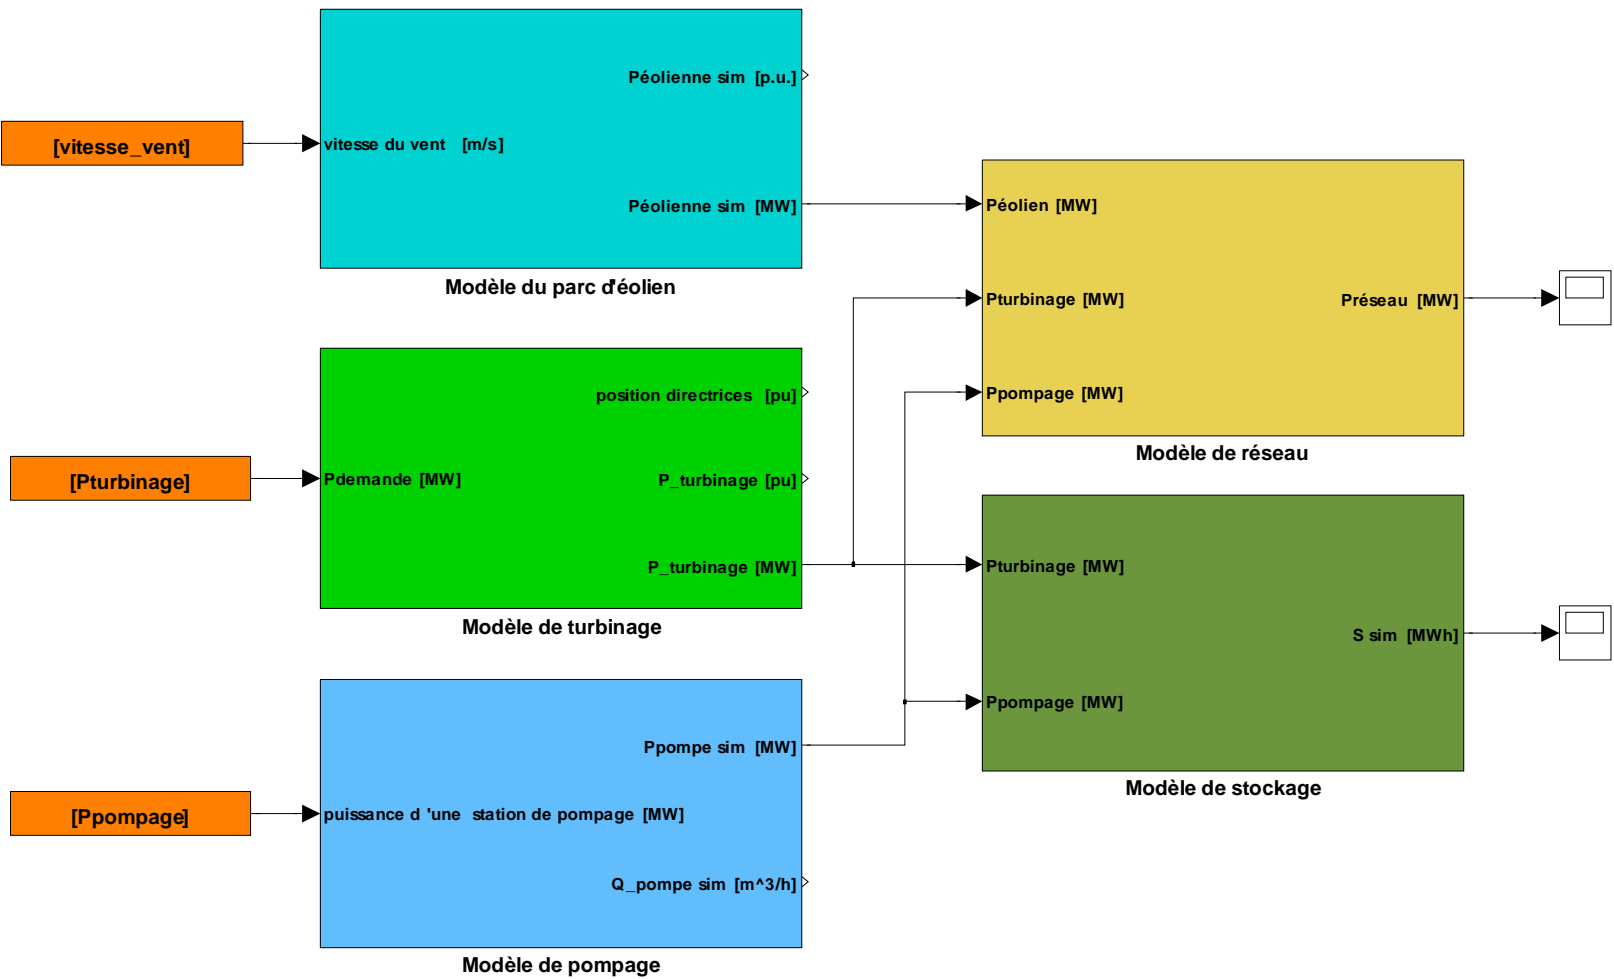 Péolienne sim [p.u.]
[vitesse_vent]
vitesse du vent [m/s]
Péolienne sim [MW]
Modèle du parc d'éolien
Péolien [MW]
Pturbinage [MW]
Préseau [MW]
Ppompage [MW]
Modèle de réseau
position directrices [pu]
[Pturbinage]
Pdemande [MW]
P_turbinage [pu]
P_turbinage [MW]
Modèle de turbinage
Pturbinage [MW]
S sim [MWh]
Ppompage [MW]
Modèle de stockage
Ppompe sim [MW]
[Ppompage]
puissance d 'une station de pompage [MW]
Q_pompe sim [m^3/h]
Modèle de pompage